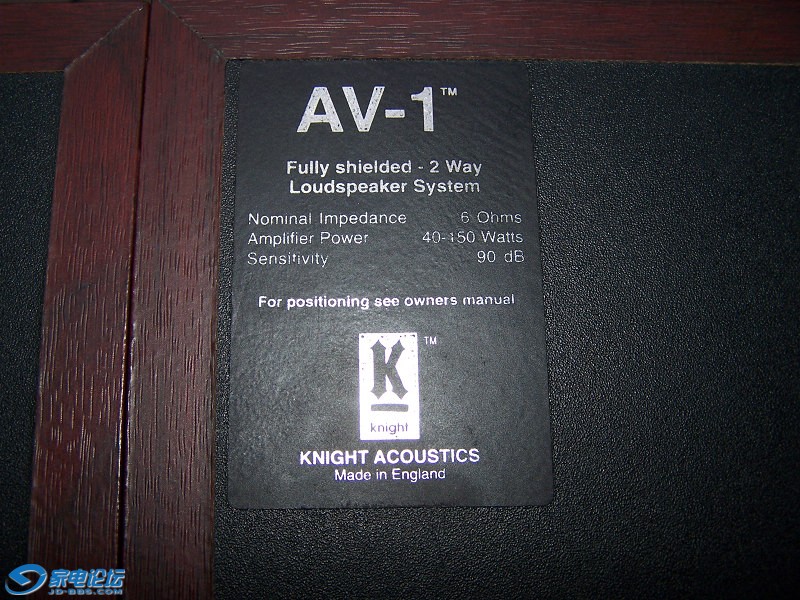 AV-1™
Fully shielded - 2 Way
Loudspeaker System
Nominal Impedance 6 Ohms
Amplifier Power 40-150 Watts
Sensitivity 90 dB
For positioning see owners manual
K™
knight
KNIGHT ACOUSTICS
Made in England
家电论坛
JD-BBS.COM